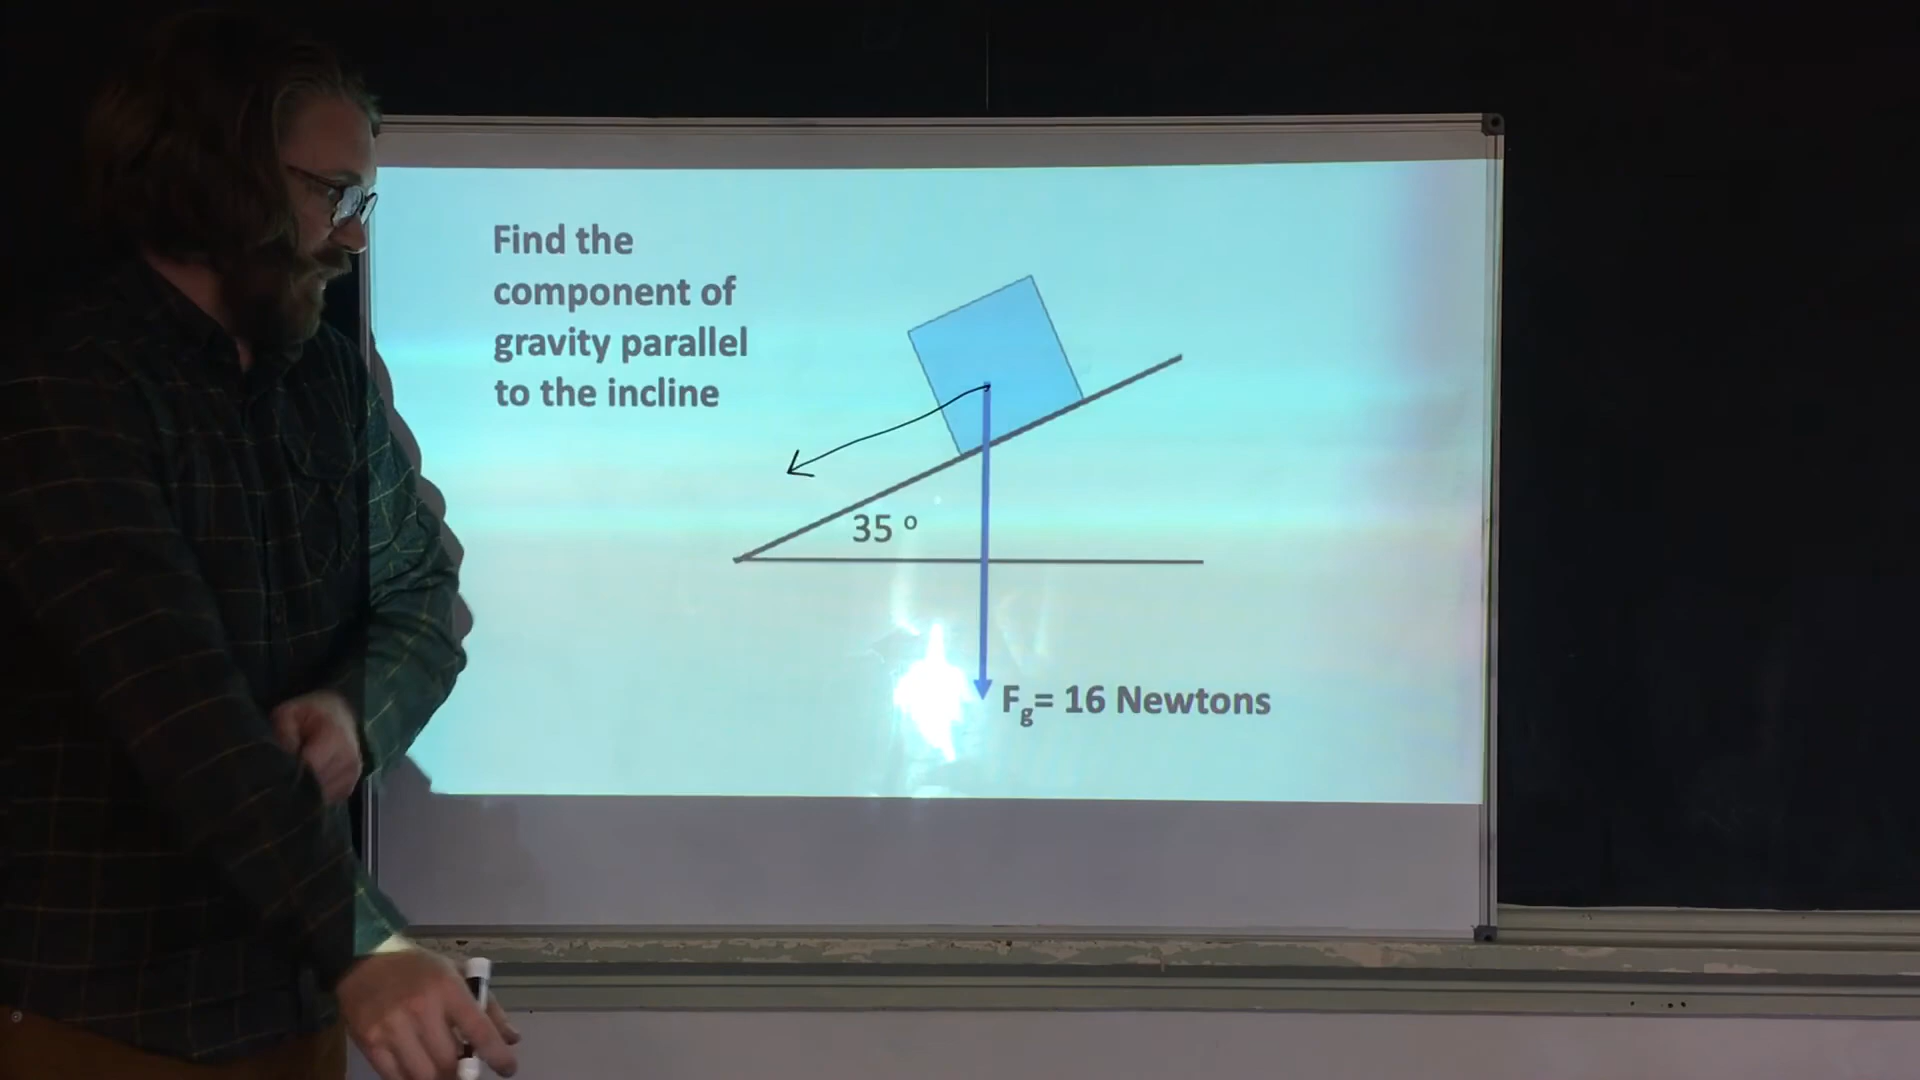 Find the
component of
gravity parallel
to the incline
35 º
Fg= 16 Newtons